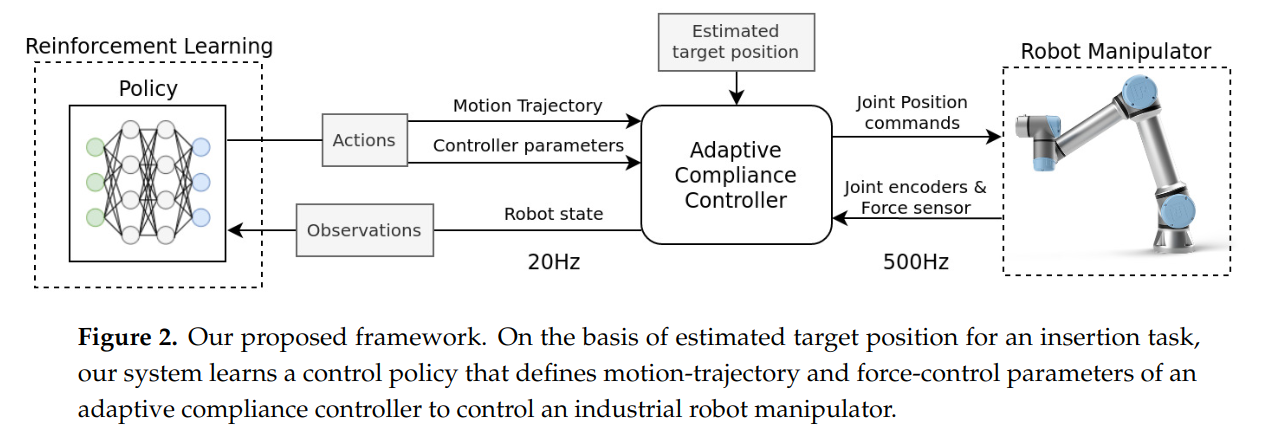 Reinforcement Learning
Policy
Actions
Observations
Motion Trajectory
Controller parameters
Robot state
20Hz
Estimated
target position
Adaptive
Compliance
Controller
Joint Position
commands
Joint encoders &
Force sensor
500Hz
Robot Manipulator
Figure 2. Our proposed framework. On the basis of estimated target position for an insertion task,
our system learns a control policy that defines motion-trajectory and force-control parameters of an
adaptive compliance controller to control an industrial robot manipulator.